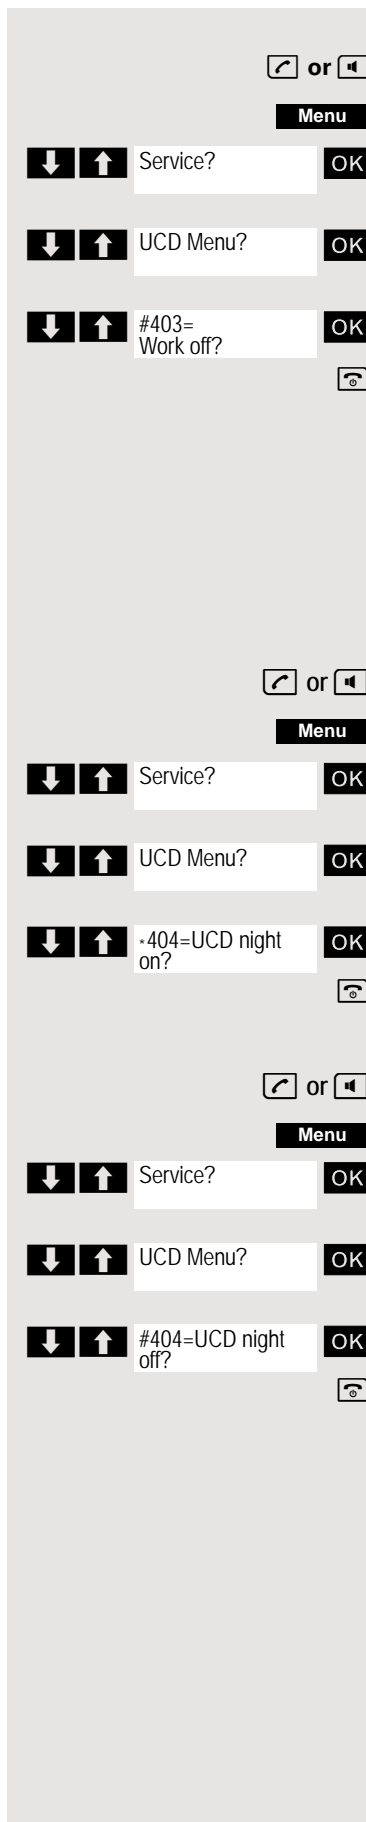 or
Menu
Service? OK
UCD Menu? OK
#403= OK
Work off?
or
Menu
Service? OK
UCD Menu? OK
*404=UCD night OK
on?
or
Menu
Service? OK
UCD Menu? OK
#404=UCD night OK
off?